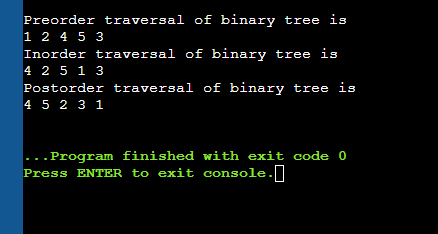 Preorder traversal of binary tree is
1 2 4 5 3
Inorder traversal of binary tree is
4 2 5 1 3
Postorder traversal of binary tree is
4 5 2 3 1
...Program finished with exit code 0
Press ENTER to exit console.